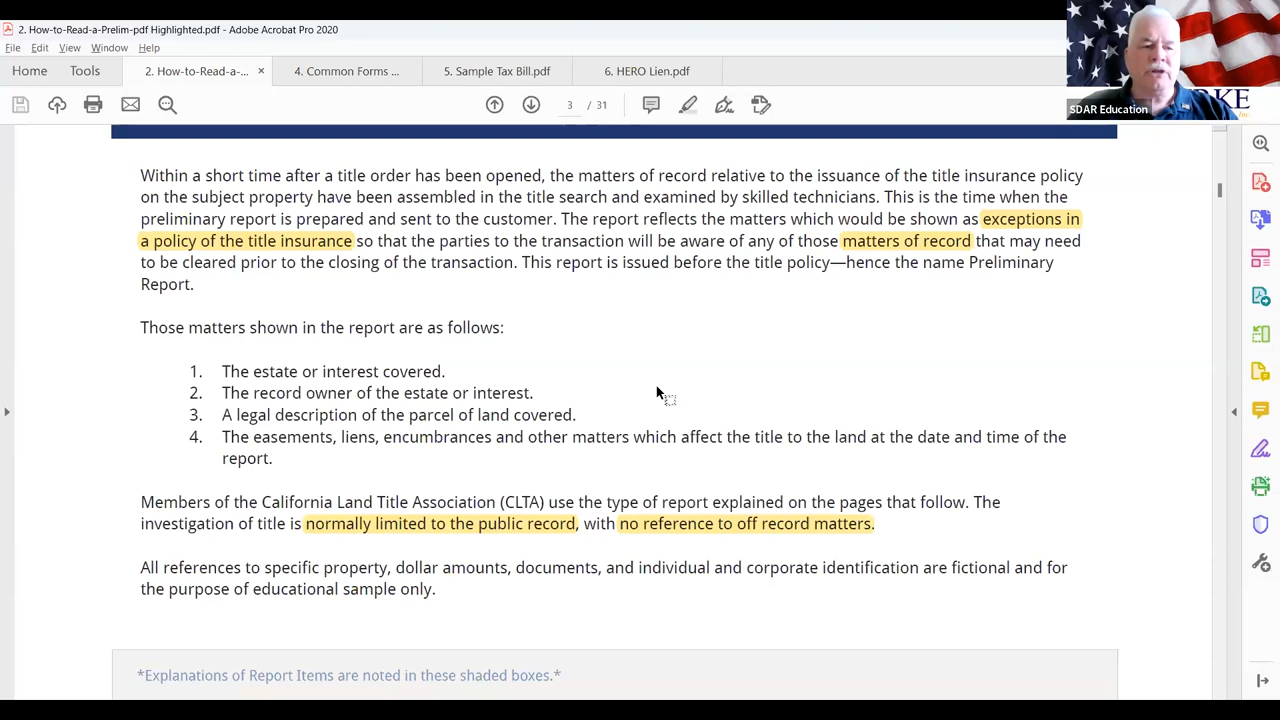 2. How-to-Read-a-Prelim-pdf Highlighted.pdf - Adobe Acrobat Pro 2020
File Edit View Window Help
Home Tools 2. How-to-Read-a-... × 4. Common Forms ... 5. Sample Tax Bill.pdf 6. HERO Lien.pdf
3 / 31
RKE
Inc
SDAR Education
Within a short time after a title order has been opened, the matters of record relative to the issuance of the title insurance policy
on the subject property have been assembled in the title search and examined by skilled technicians. This is the time when the
preliminary report is prepared and sent to the customer. The report reflects the matters which would be shown as exceptions in
a policy of the title insurance so that the parties to the transaction will be aware of any of those matters of record that may need
to be cleared prior to the closing of the transaction. This report is issued before the title policy—hence the name Preliminary
Report.
Those matters shown in the report are as follows:
1. The estate or interest covered.
2. The record owner of the estate or interest.
3. A legal description of the parcel of land covered.
4. The easements, liens, encumbrances and other matters which affect the title to the land at the date and time of the
report.
Members of the California Land Title Association (CLTA) use the type of report explained on the pages that follow. The
investigation of title is normally limited to the public record, with no reference to off record matters.
All references to specific property, dollar amounts, documents, and individual and corporate identification are fictional and for
the purpose of educational sample only.
*Explanations of Report Items are noted in these shaded boxes.*